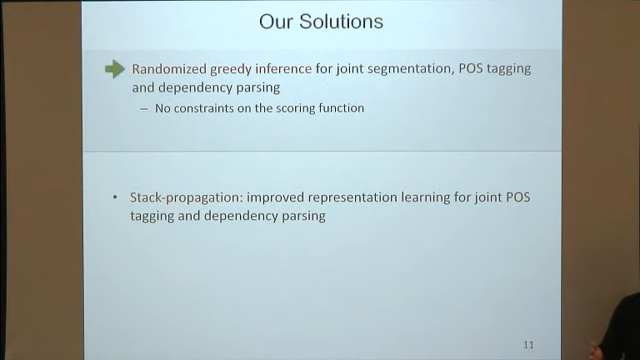 Our Solutions
Randomized greedy inference for joint segmentation, POS tagging
and dependency parsing
– No constraints on the scoring function
• Stack-propagation: improved representation learning for joint POS
tagging and dependency parsing
11